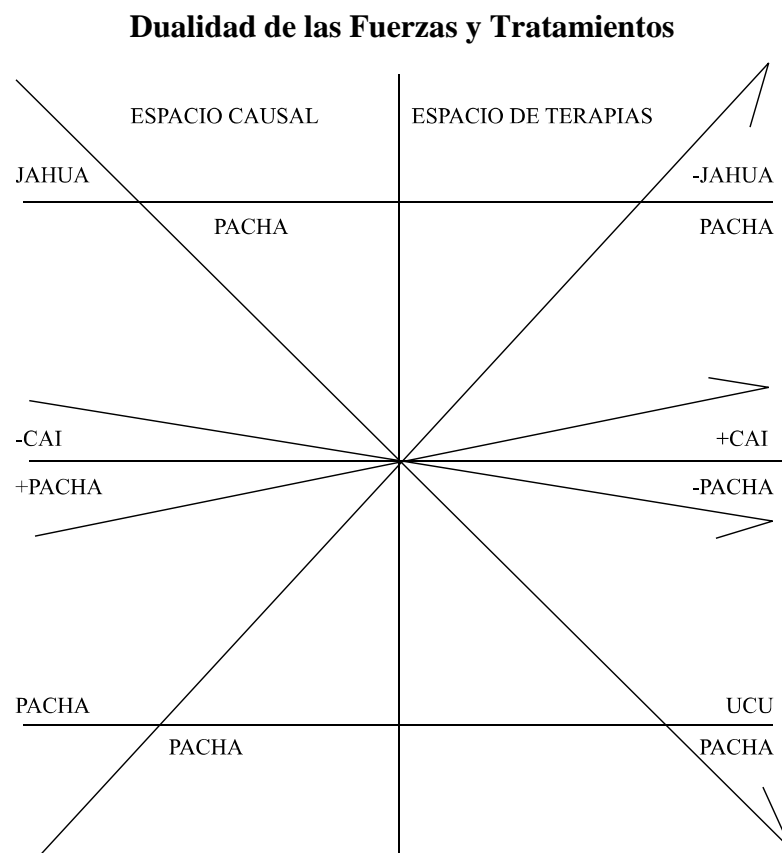 Dualidad de las Fuerzas y Tratamientos
ESPACIO CAUSAL ESPACIO DE TERAPIAS
JAHUA -JAHUA
PACHA PACHA
-CAI +CAI
+PACHA -PACHA
PACHA UCU
PACHA PACHA